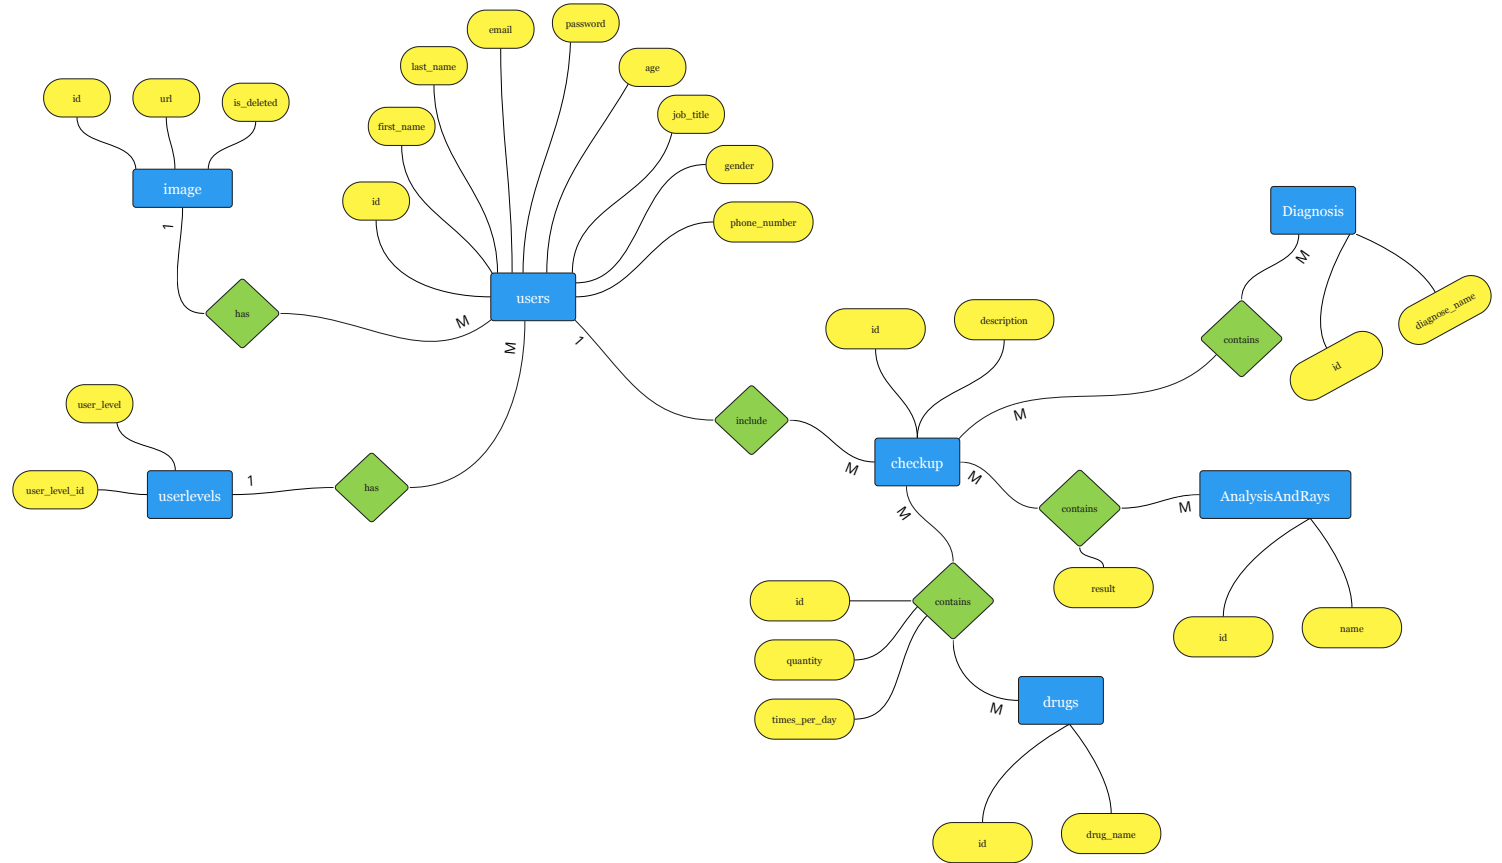 password
email
last_name
age
id
url
is_deleted
job_title
first_name
gender
image
id
phone_number
Diagnosis
1
M
users
diagnose_name
has
M
M
1
id
description
contains
id
user_level
M
include
checkup
M
M
user_level_id
userlevels
1
has
AnalysisAndRays
contains
M
M
result
id
contains
name
id
quantity
drugs
M
times_per_day
id
drug_name